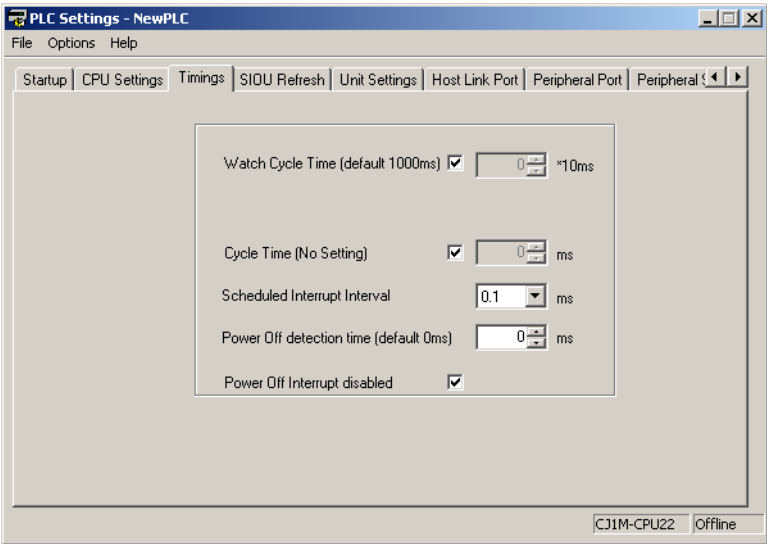 PLC Settings - NewPLC
File Options Help
Startup CPU Settings Timings SIOU Refresh Unit Settings Host Link Port Peripheral Port Peripheral
Watch Cycle Time (default 1000ms) 0 *10ms
Cycle Time (No Setting) 0 ms
Scheduled Interrupt Interval 0.1 ms
Power Off detection time (default 0ms) 0 ms
Power Off Interrupt disabled
CJ1M-CPU22 Offline